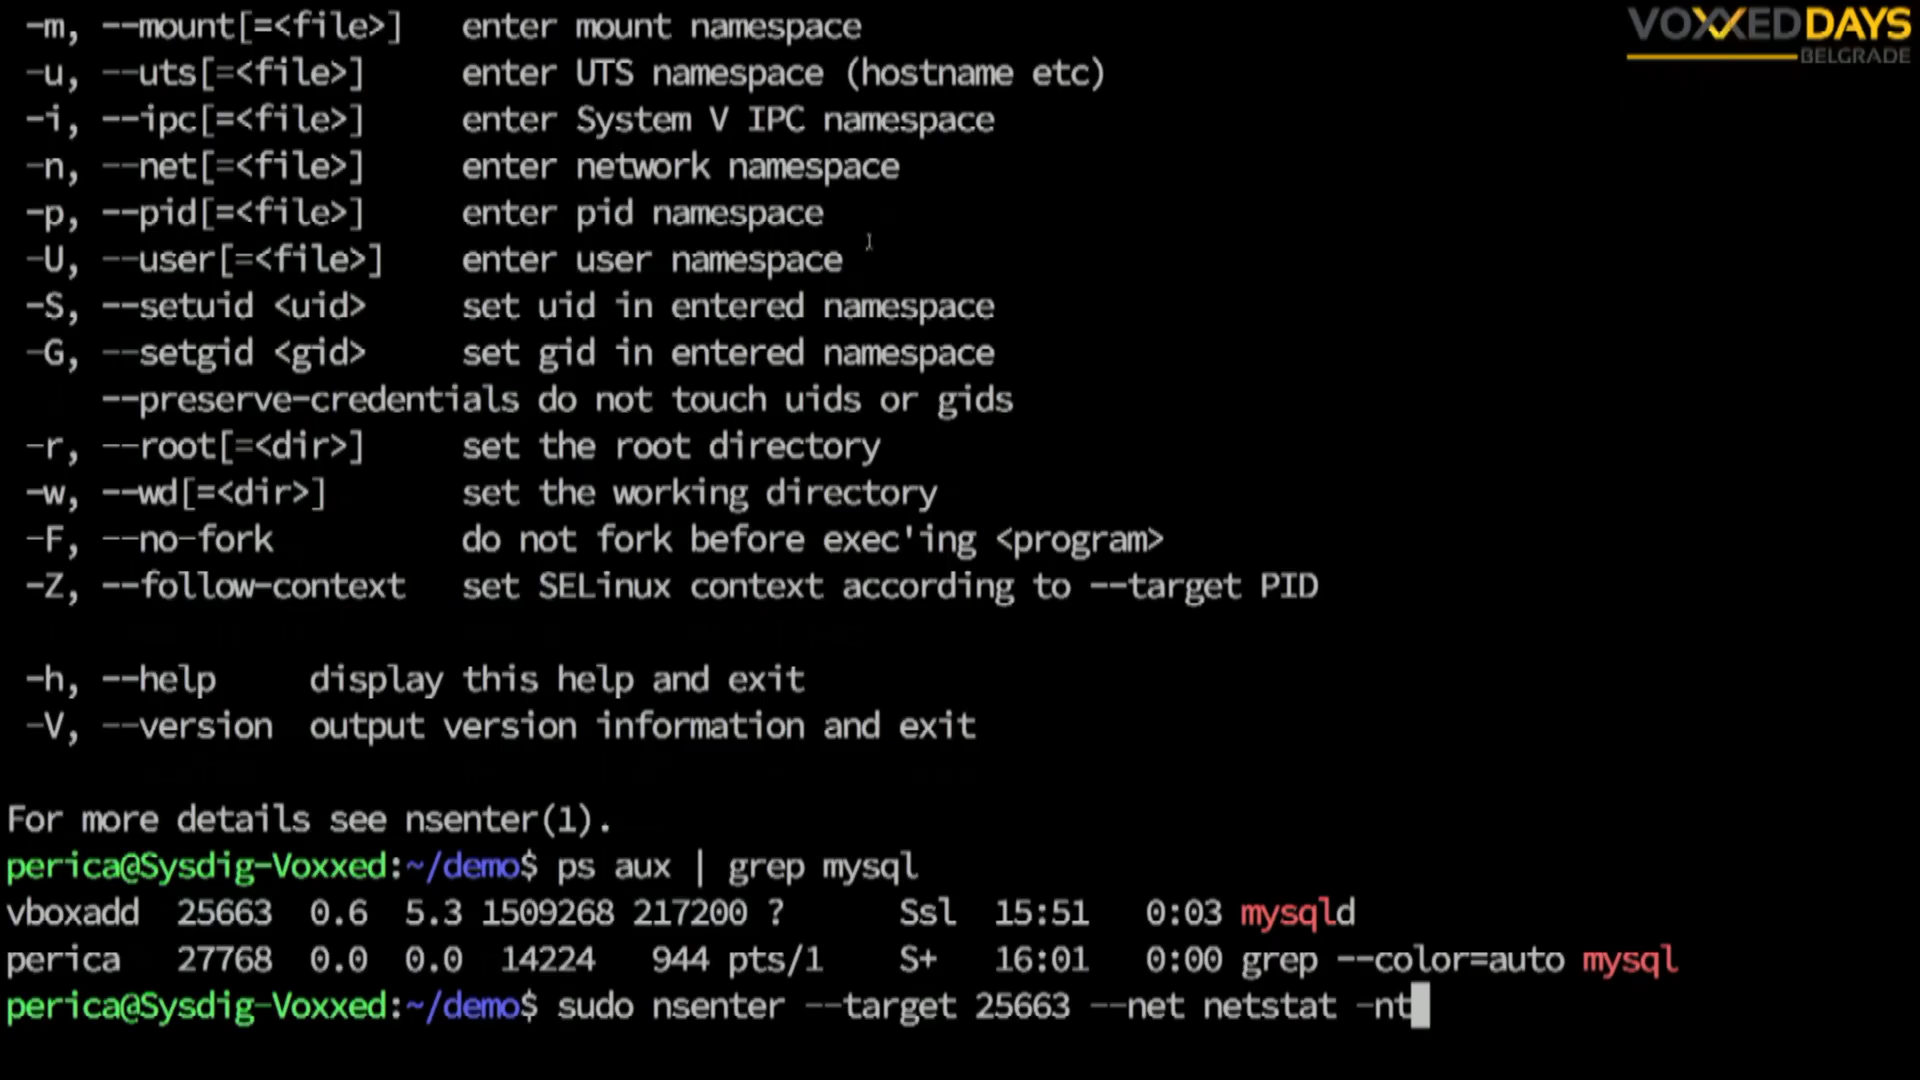 -m, --mount[=<file>]   enter mount namespace
-u, --uts[=<file>]     enter UTS namespace (hostname etc)
-i, --ipc[=<file>]     enter System V IPC namespace
-n, --net[=<file>]     enter network namespace
-p, --pid[=<file>]     enter pid namespace
-U, --user[=<file>]    enter user namespace
-S, --setuid <uid>     set uid in entered namespace
-G, --setgid <gid>     set gid in entered namespace
    --preserve-credentials do not touch uids or gids
-r, --root[=<dir>]     set the root directory
-w, --wd[=<dir>]       set the working directory
-F, --no-fork          do not fork before exec'ing <program>
-Z, --follow-context   set SELinux context according to --target PID
-h, --help     display this help and exit
-V, --version  output version information and exit
For more details see nsenter(1).
perica@Sysdig-Voxxed:~/demo$ ps aux | grep mysql
vboxadd  25663  0.6  5.3 1509268 217200 ?      Ssl  15:51   0:03 mysqld
perica   27768  0.0  0.0  14224   944 pts/1    S+   16:01   0:00 grep --color=auto mysql
perica@Sysdig-Voxxed:~/demo$ sudo nsenter --target 25663 --net netstat -nt
VOXXED DAYS
BELGRADE